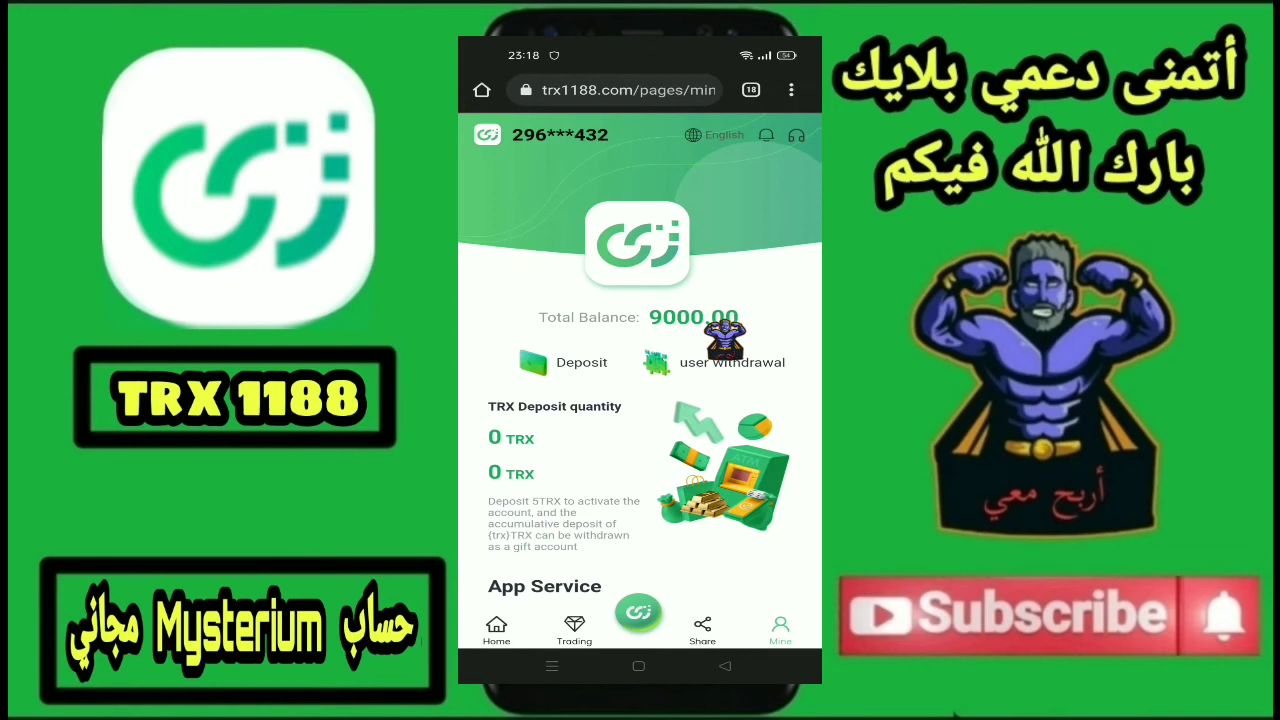 أتمنى دعمي بلايك
بارك الله فيكم
TRX 1188
حساب Mysterium مجاني
أربح معي
Subscribe
23:18
54
trx1188.com/pages/min
18
296***432
English
Total Balance: 9000.00
Deposit
user withdrawal
TRX Deposit quantity
0 TRX
0 TRX
ATM
Deposit 5TRX to activate the
account, and the
accumulative deposit of
{trx}TRX can be withdrawn
as a gift account
App Service
Home
Trading
Share
Mine